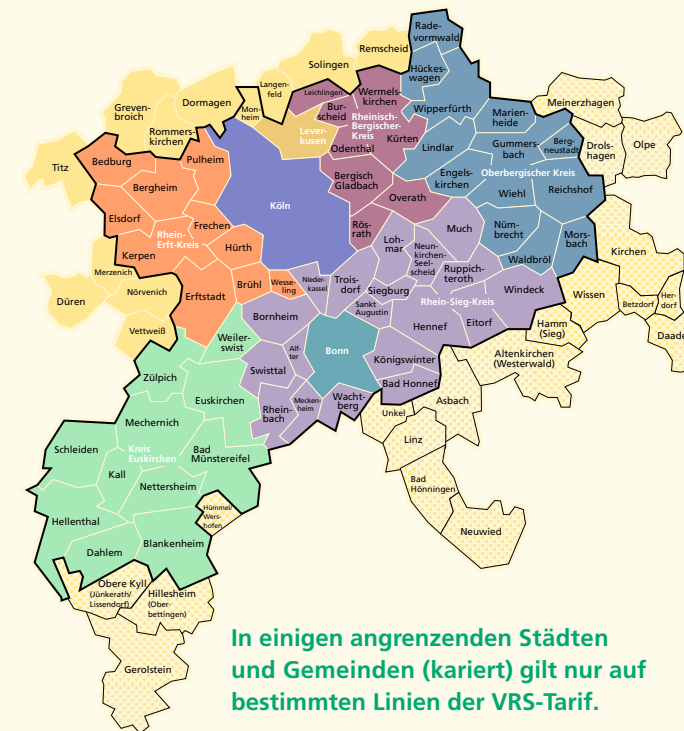 Rade-
vormwald
Remscheid
Solingen
Hückes-
wagen
Langen-
feld
Leichlingen
Wermels-
kirchen
Meinerzhagen
Dormagen
Mon-
heim
Greven-
broich
Bur-
scheid
Wipperfürth
Marien-
heide
Rheinisch-
Bergischer-
Kreis
Rommers-
kirchen
Lever-
kusen
Kürten
Odenthal
Lindlar
Gummers-
bach
Berg-
neustadt
Drols-
hagen
Olpe
Titz
Bedburg
Pulheim
Bergisch
Gladbach
Engels-
kirchen
Oberbergischer Kreis
Bergheim
Wiehl
Reichshof
Köln
Overath
Elsdorf
Frechen
Rös-
rath
Much
Nüm-
brecht
Mors-
bach
Rhein-
Erft-Kreis
Hürth
Loh-
mar
Neun-
kirchen-
Seel-
scheid
Kirchen
Kerpen
Waldbröl
Merzenich
Ruppich-
teroth
Nörvenich
Brühl
Wesse-
ling
Nieder-
kassel
Trois-
dorf
Siegburg
Windeck
Wissen
Betzdorf
Her-
dorf
Düren
Erftstadt
Rhein-Sieg-Kreis
Sankt
Augustin
Bornheim
Vettweiß
Hennef
Eitorf
Hamm
(Sieg)
Daade
Weiler-
swist
Alf-
ter
Bonn
Königswinter
Altenkirchen
(Westerwald)
Zülpich
Swisttal
Bad Honnef
Euskirchen
Mecken-
heim
Wacht-
berg
Asbach
Rhein-
bach
Unkel
Mechernich
Linz
Schleiden
Kreis
Euskirchen
Bad
Münstereifel
Kall
Nettersheim
Bad
Hönningen
Hümmel/
Wers-
hofen
Hellenthal
Neuwied
Blankenheim
Dahlem
Obere Kyll
(Jünkerath/
Lissendorf)
Hillesheim
(Ober-
bettingen)
Gerolstein
In einigen angrenzenden Städten
und Gemeinden (kariert) gilt nur auf
bestimmten Linien der VRS-Tarif.